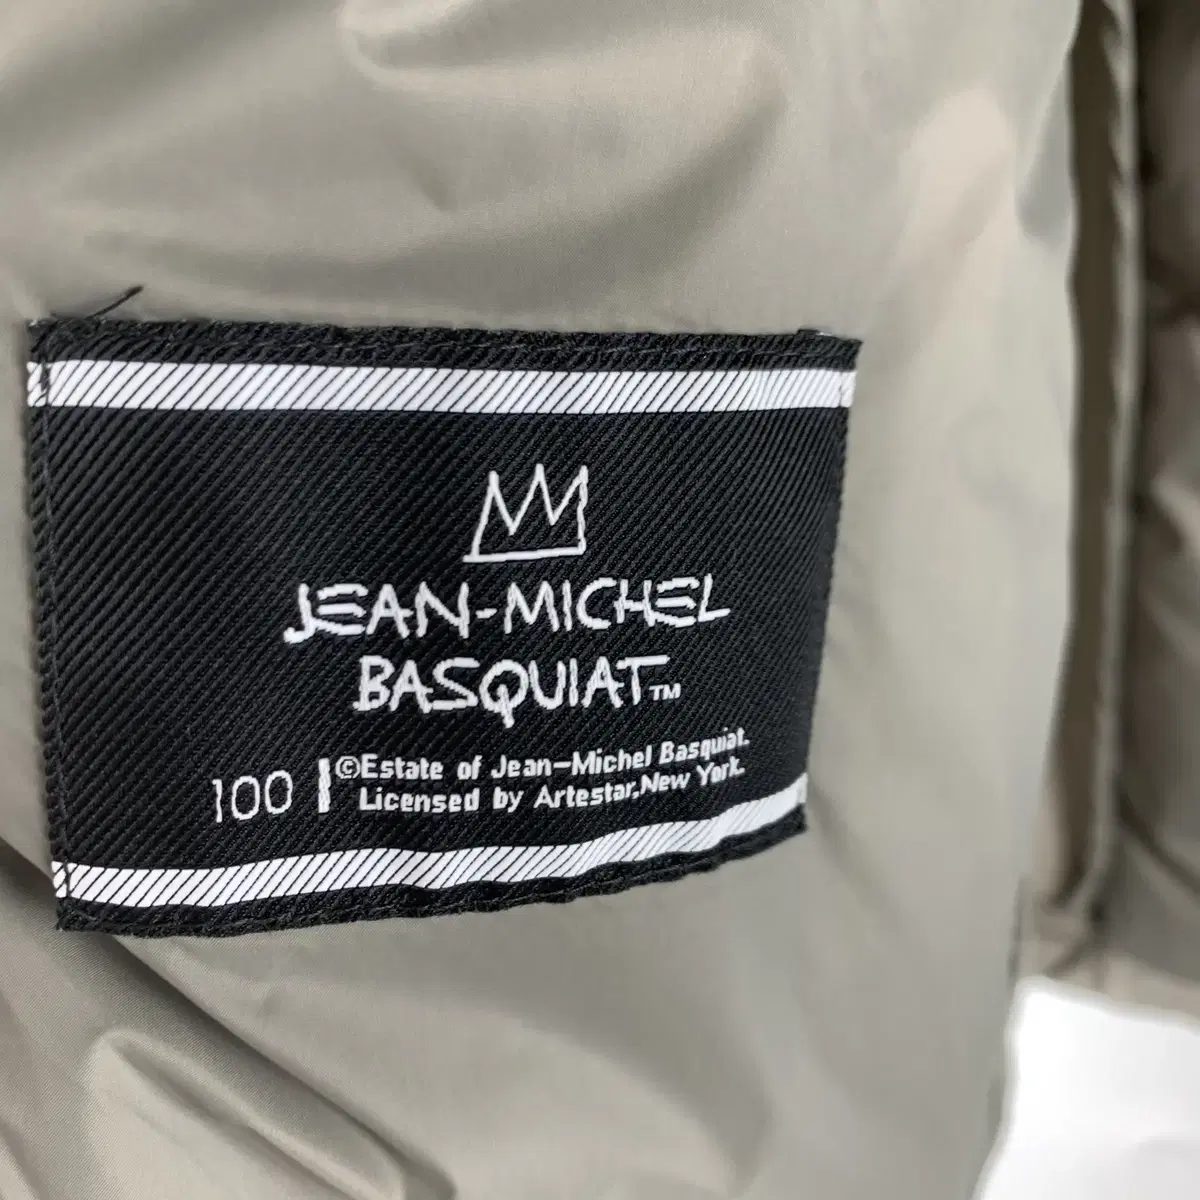 JEAN-MICHEL
BASQUIAT™
100
©Estate of Jean-Michel Basquiat.
Licensed by Artestar,New York.